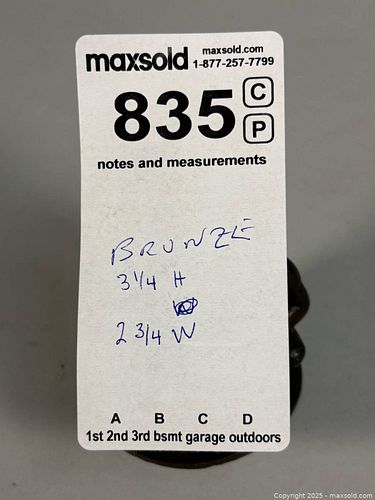 maxsold maxsold.com
1-877-257-7799
835 C
P
notes and measurements
BRONZE
3 1/4 H
2 3/4 W
A B C D
1st 2nd 3rd bsmt garage outdoors
Copyright 2025 - maxsold.com